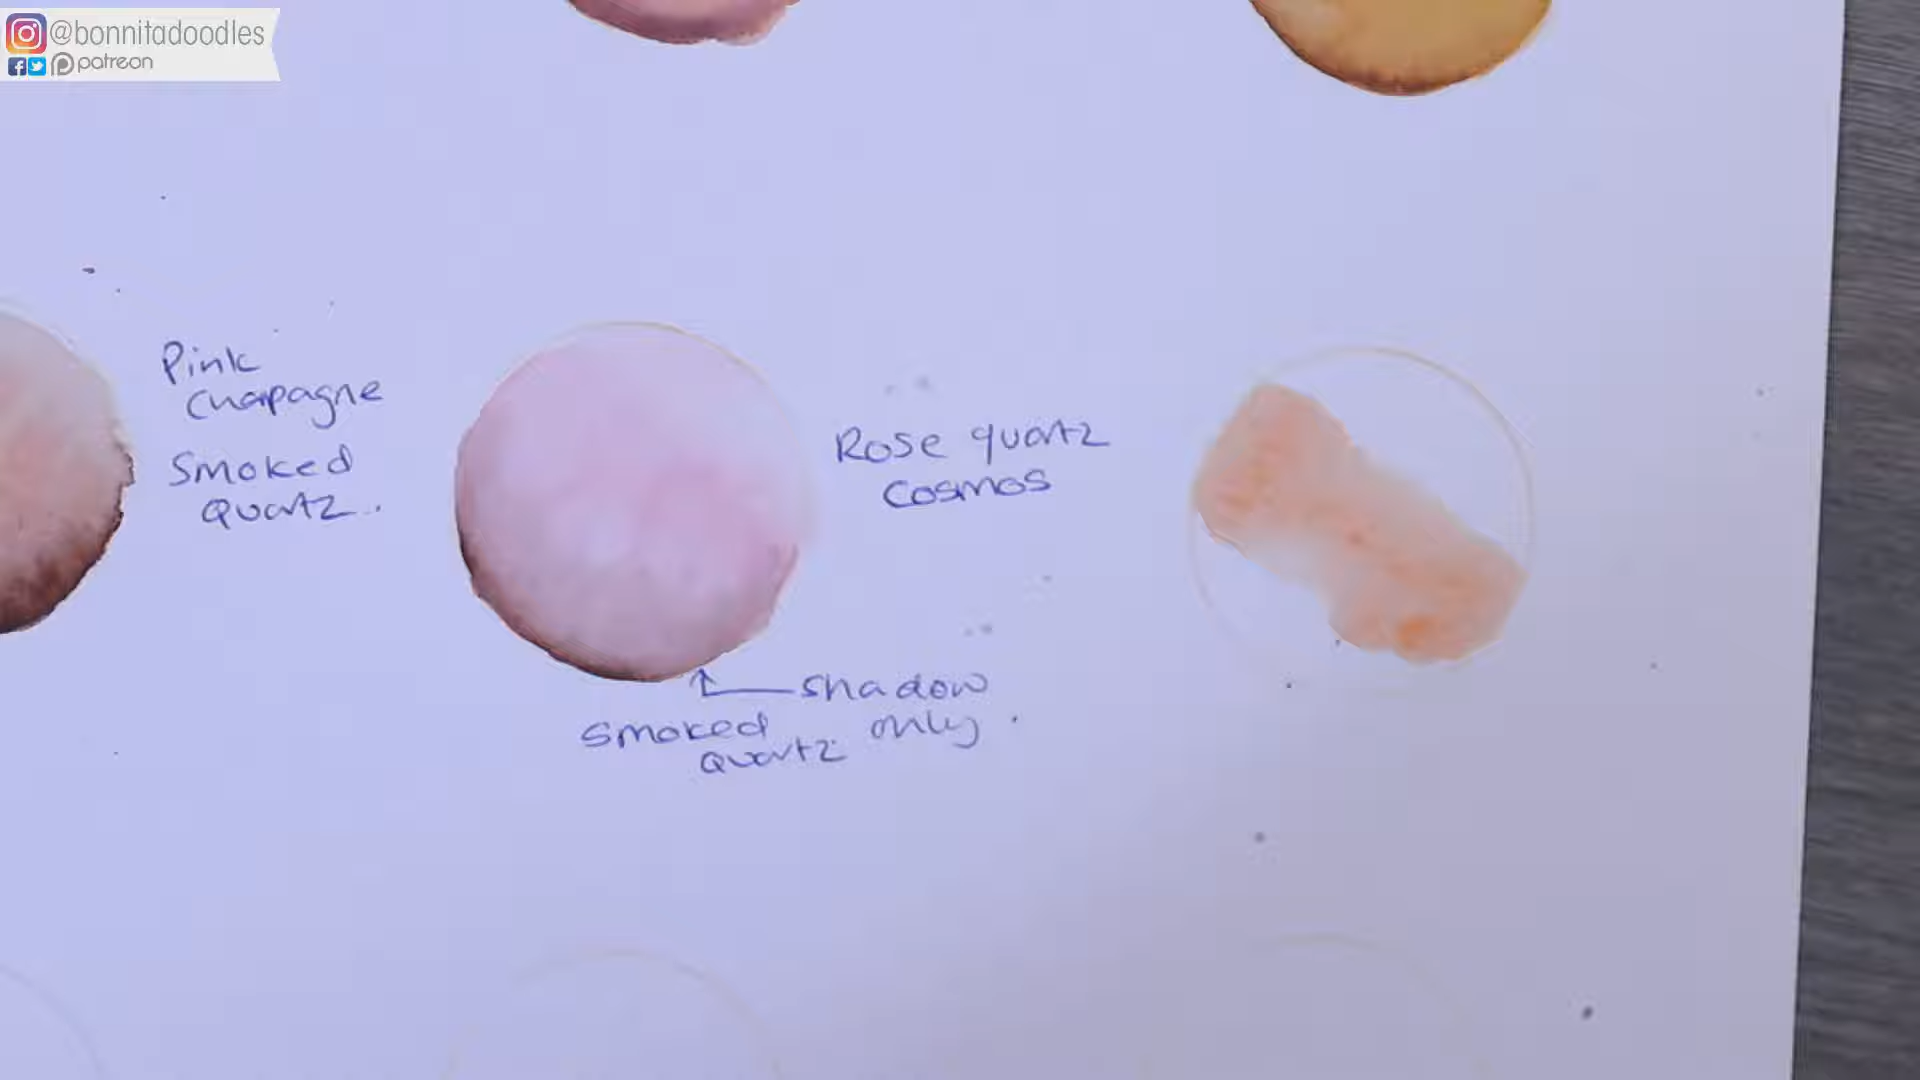 @bonnitadoodles
patreon
Pink
Chapagne
Smoked
Quartz.
Rose quartz
Cosmos
shadow
only.
smoked
quartz